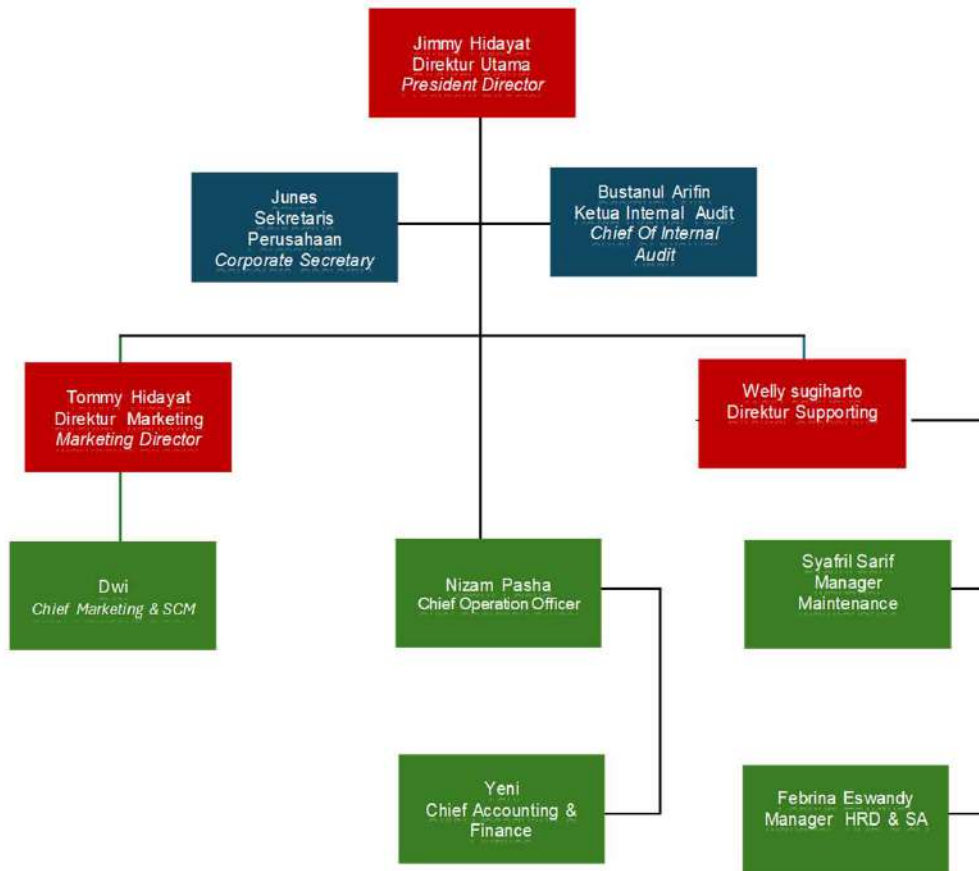 Jimmy Hidayat
Direktur Utama
President Director
Junes
Sekretaris
Perusahaan
Corporate Secretary
Bustanul Arifin
Ketua Internal Audit
Chief Of Internal
Audit
Tommy Hidayat
Direktur Marketing
Marketing Director
Welly sugiharto
Direktur Supporting
Dwi
Chief Marketing & SCM
Nizam Pasha
Chief Operation Officer
Syafril Sarif
Manager
Maintenance
Yeni
Chief Accounting &
Finance
Febrina Eswandy
Manager HRD & SA